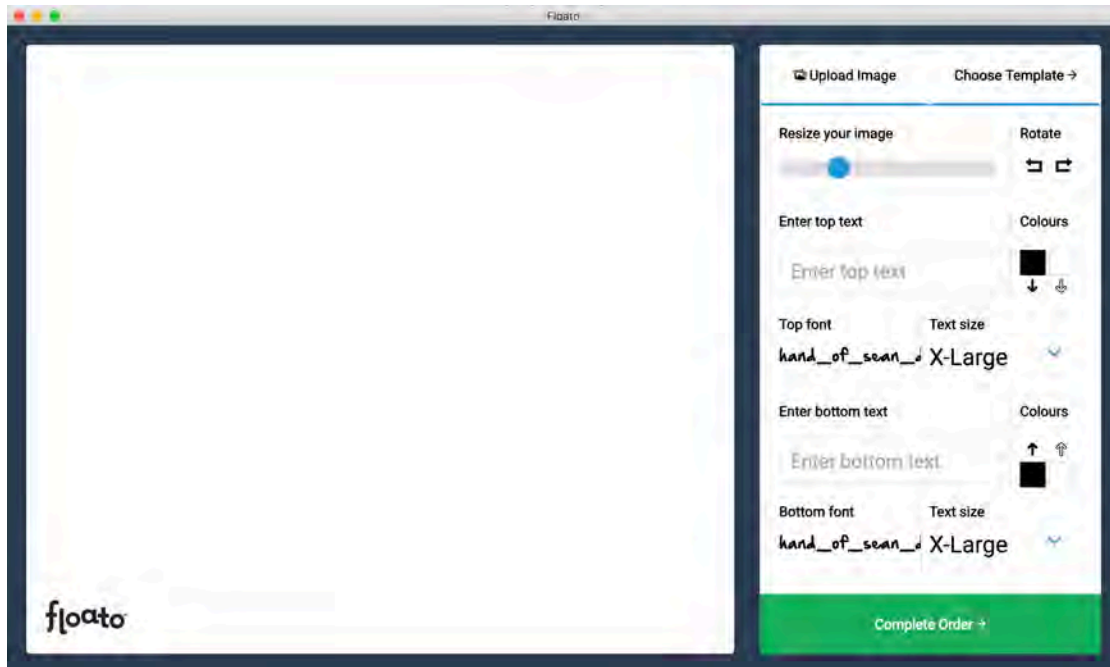 Floato
Upload Image
Choose Template →
Resize your image
Rotate
Enter top text
Colours
Enter top text
Top font
Text size
hand_of_sean_
X-Large
Enter bottom text
Colours
Enter bottom text
Bottom font
Text size
hand_of_sean_
X-Large
floato
Complete Order →